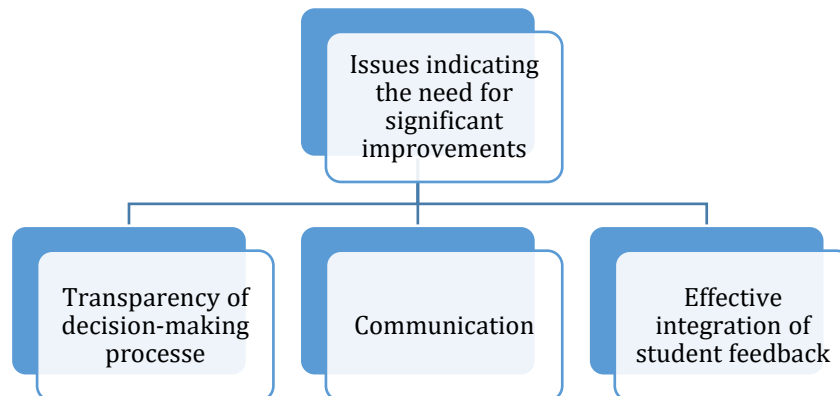 Issues indicating
the need for
significant
improvements
Transparency of
decision-making
processe
Communication
Effective
integration of
student feedback